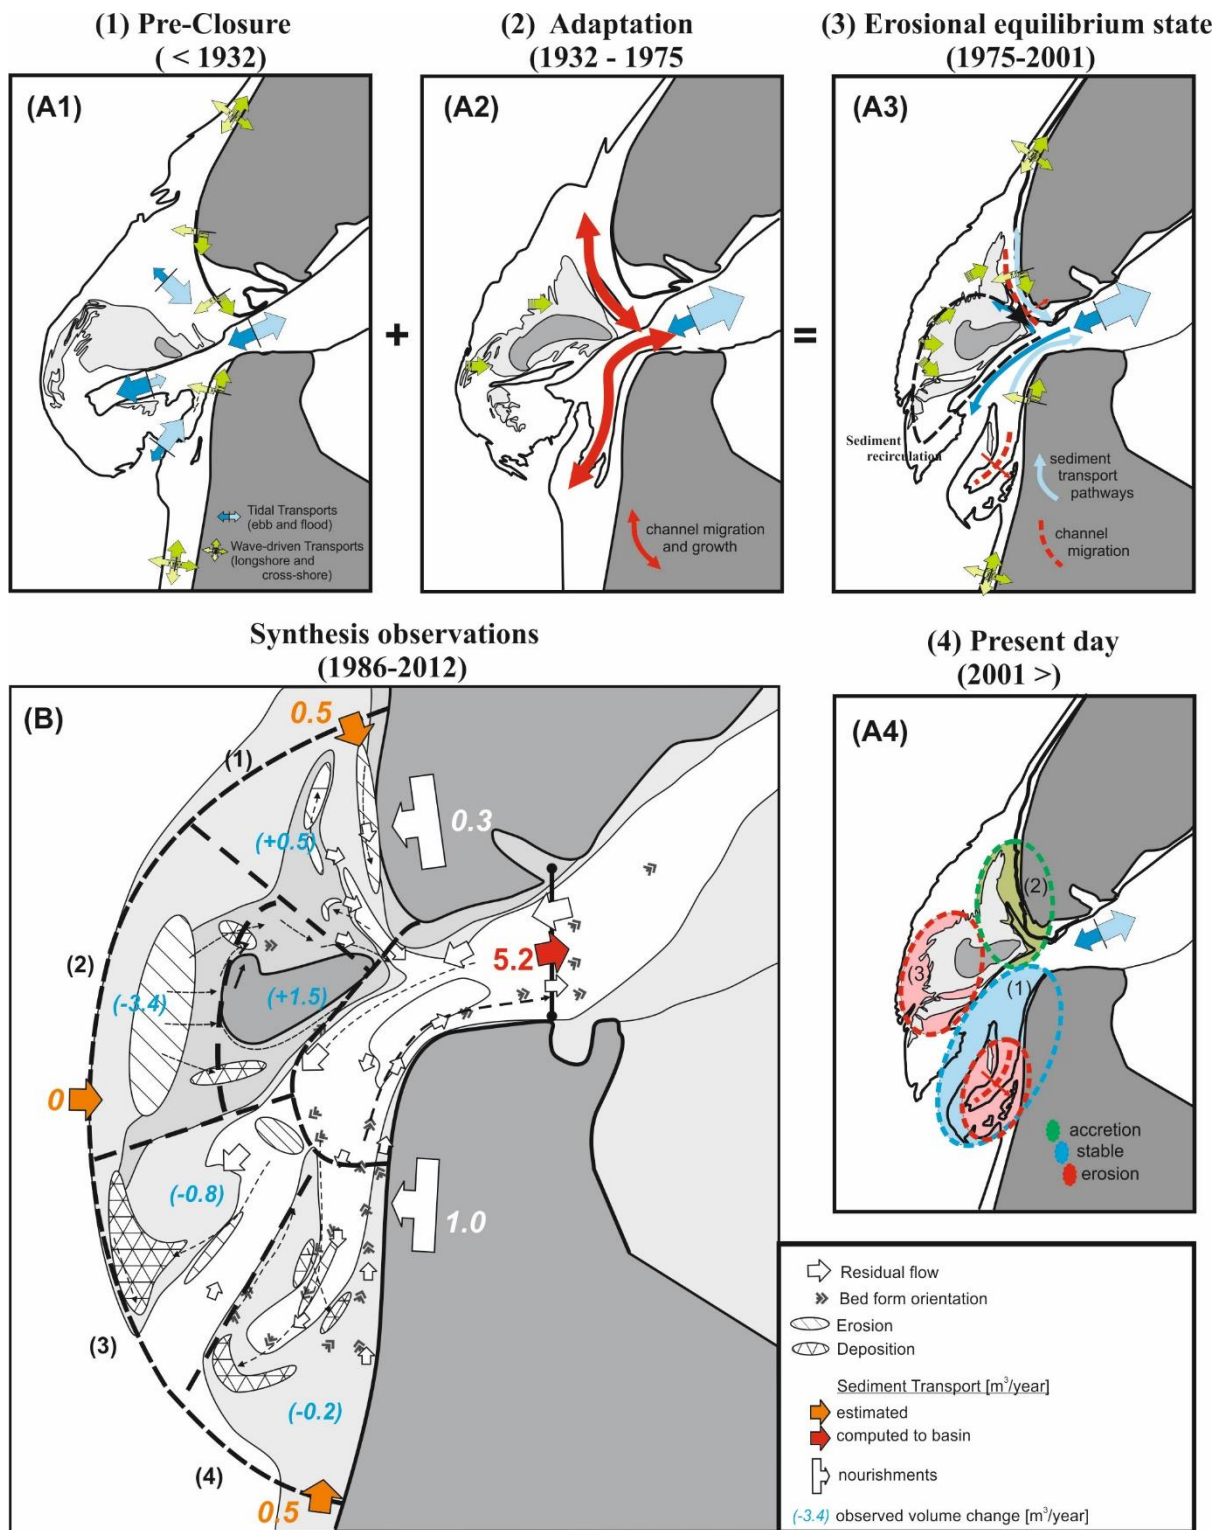 (1) Pre-Closure
( < 1932)
(2) Adaptation
(1932 - 1975)
(3) Erosional equilibrium state
(1975-2001)
(A1)
Tidal Transports
(ebb and flood)
Wave-driven Transports
(longshore and
cross-shore)
+
(A2)
channel migration
and growth
=
(A3)
Sediment
recirculation
sediment
transport
pathways
channel
migration
Synthesis observations
(1986-2012)
(B)
0.5
(1)
(+0.5)
0.3
(2)
(-3.4)
(+1.5)
5.2
0
(-0.8)
1.0
(3)
(-0.2)
(4)
0.5
(4) Present day
(2001 >)
(A4)
(2)
(3)
(1)
accretion
stable
erosion
Residual flow
Bed form orientation
Erosion
Deposition
Sediment Transport [m³/year]
estimated
computed to basin
nourishments
(-3.4) observed volume change [m³/year]